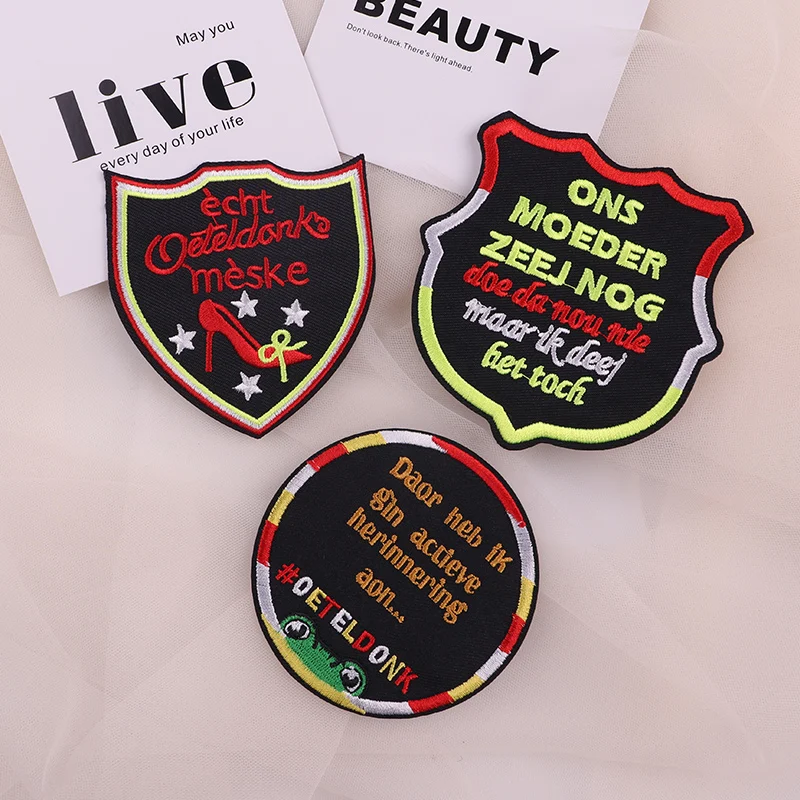 May you
live
every day of your life
BEAUTY
Don't look back. There's light ahead.
ècht
Oeteldonks
mèske
ONS
MOEDER
ZEEJ NOG
doe da nou nie
maar ik deej
het toch
Daor heb ik
gin actieve
herinnering
aon...
#OETELDONK